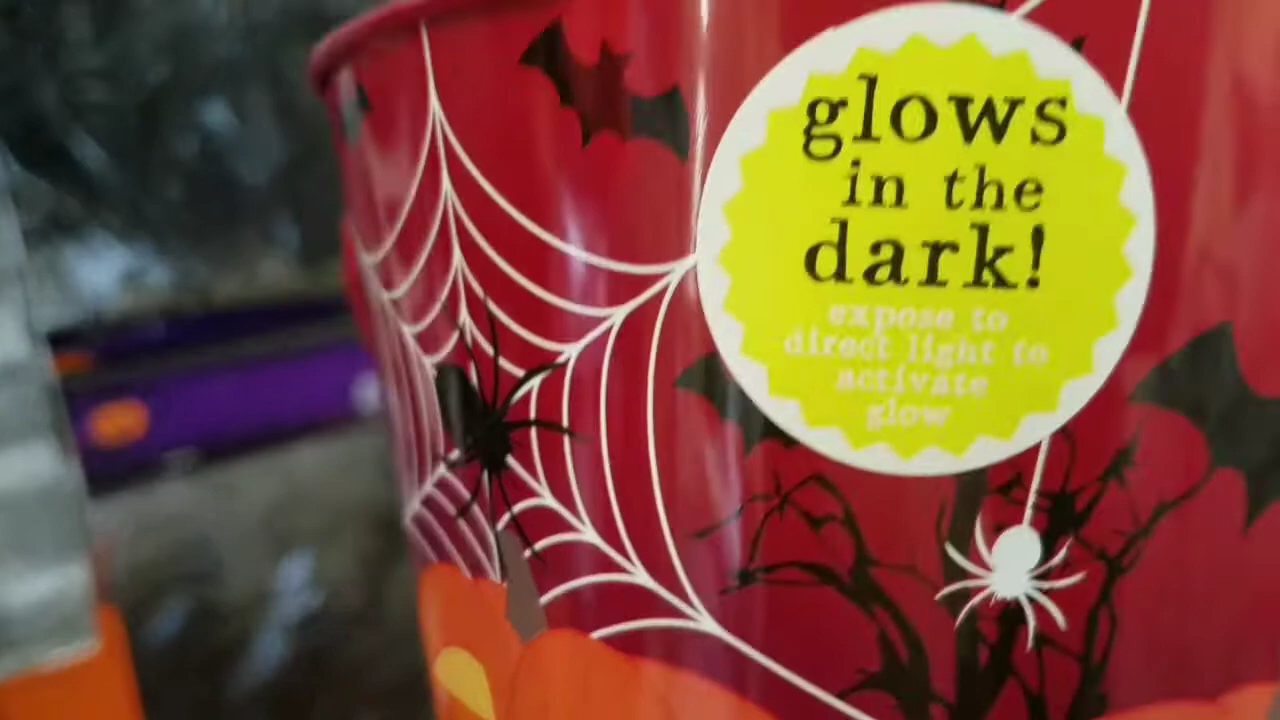 glows
in the
dark!
expose to
direct light to
activate
glow